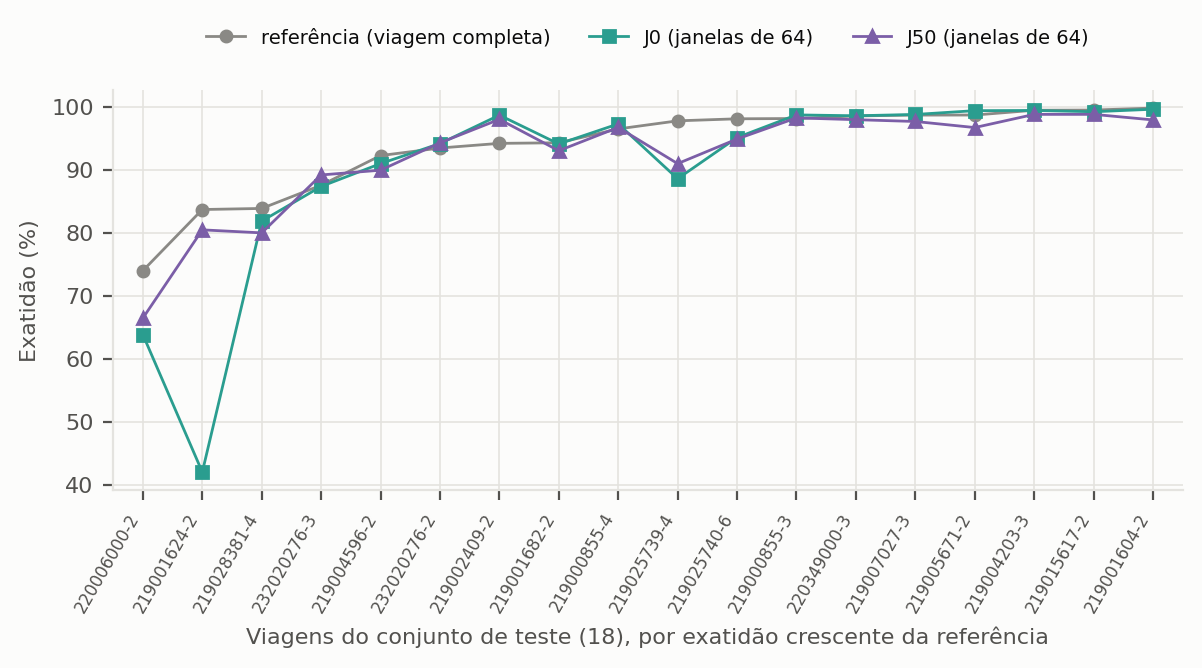 referência (viagem completa) J0 (janelas de 64) J50 (janelas de 64)
Exatidão (%)
100
90
80
70
60
50
40
220006000-2 219001624-2 219028381-4 232020276-3 219004596-2 232020276-2 219002409-2 219001682-2 219000855-4 219025739-4 219025740-6 219000855-3 220349000-3 219007027-3 219005671-2 219004203-3 219015617-2 219001604-2
Viagens do conjunto de teste (18), por exatidão crescente da referência